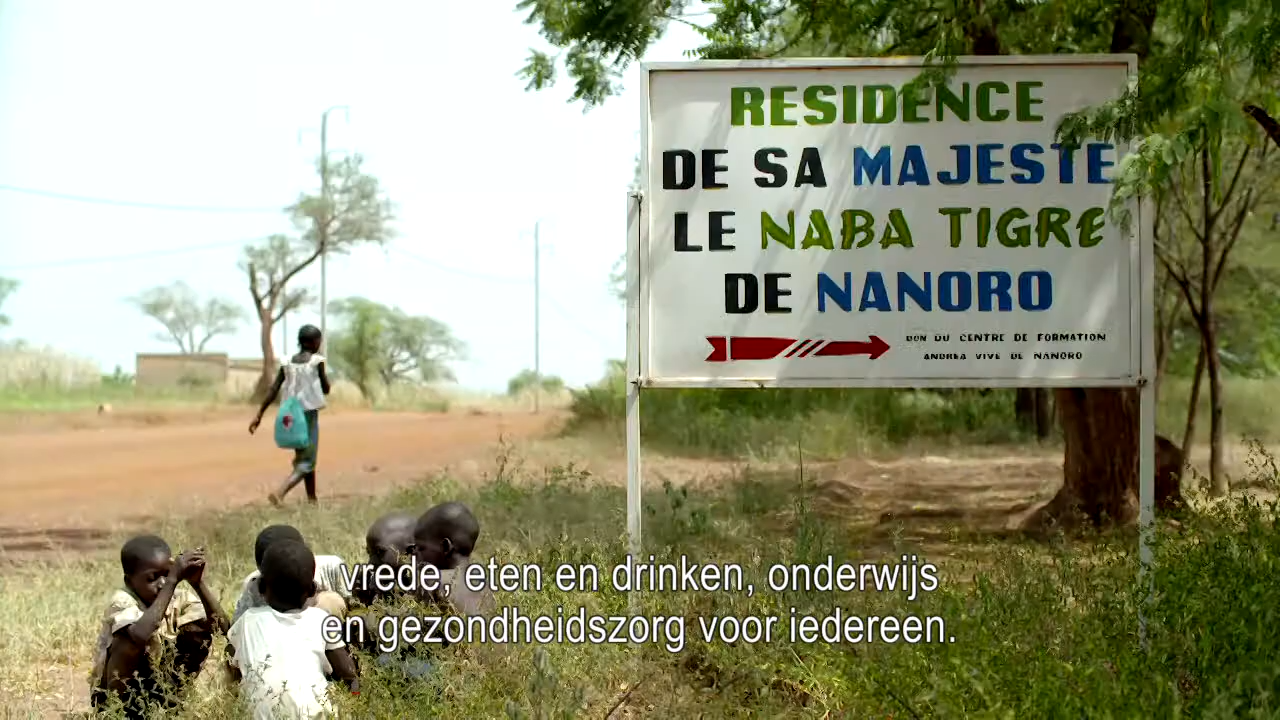 RESIDENCE
DE SA MAJESTE
LE NABA TIGRE
DE NANORO
DON DU CENTRE DE FORMATION
ANDREA VIVE DE NANORO
vrede, eten en drinken, onderwijs
en gezondheidszorg voor iedereen.